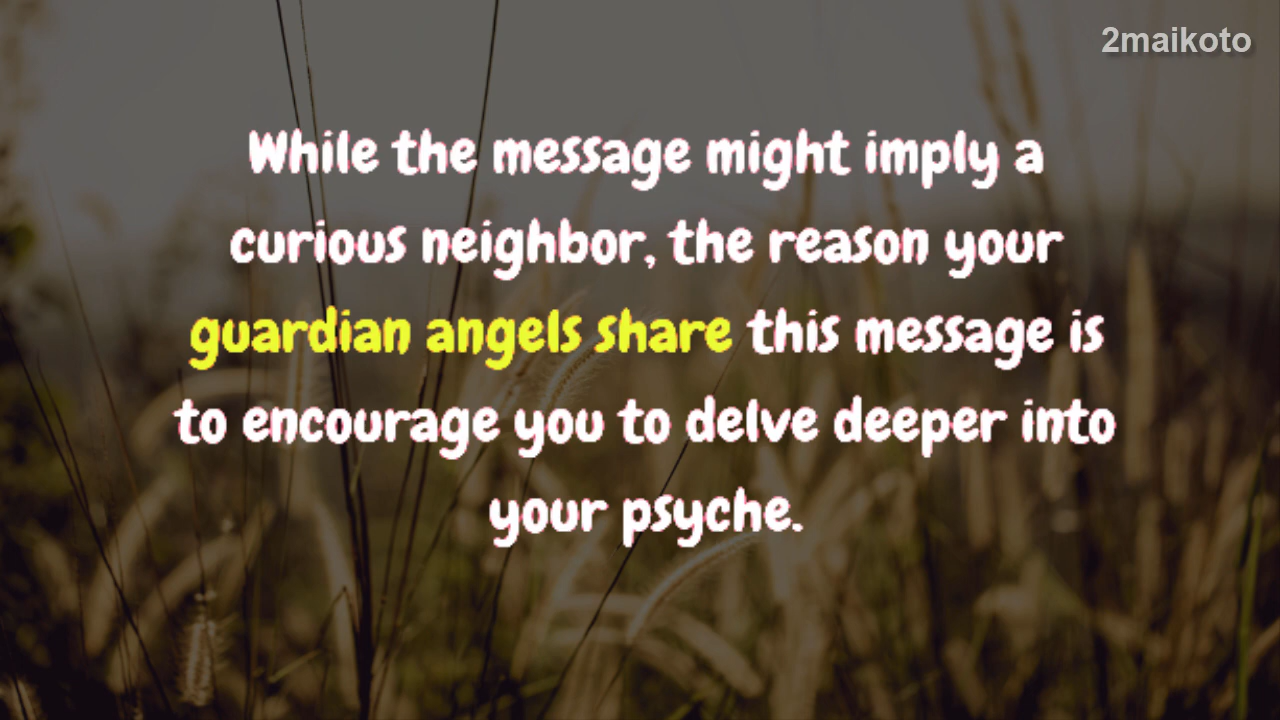 2maikoto
While the message might imply a
curious neighbor, the reason your
guardian angels share this message is
to encourage you to delve deeper into
your psyche.